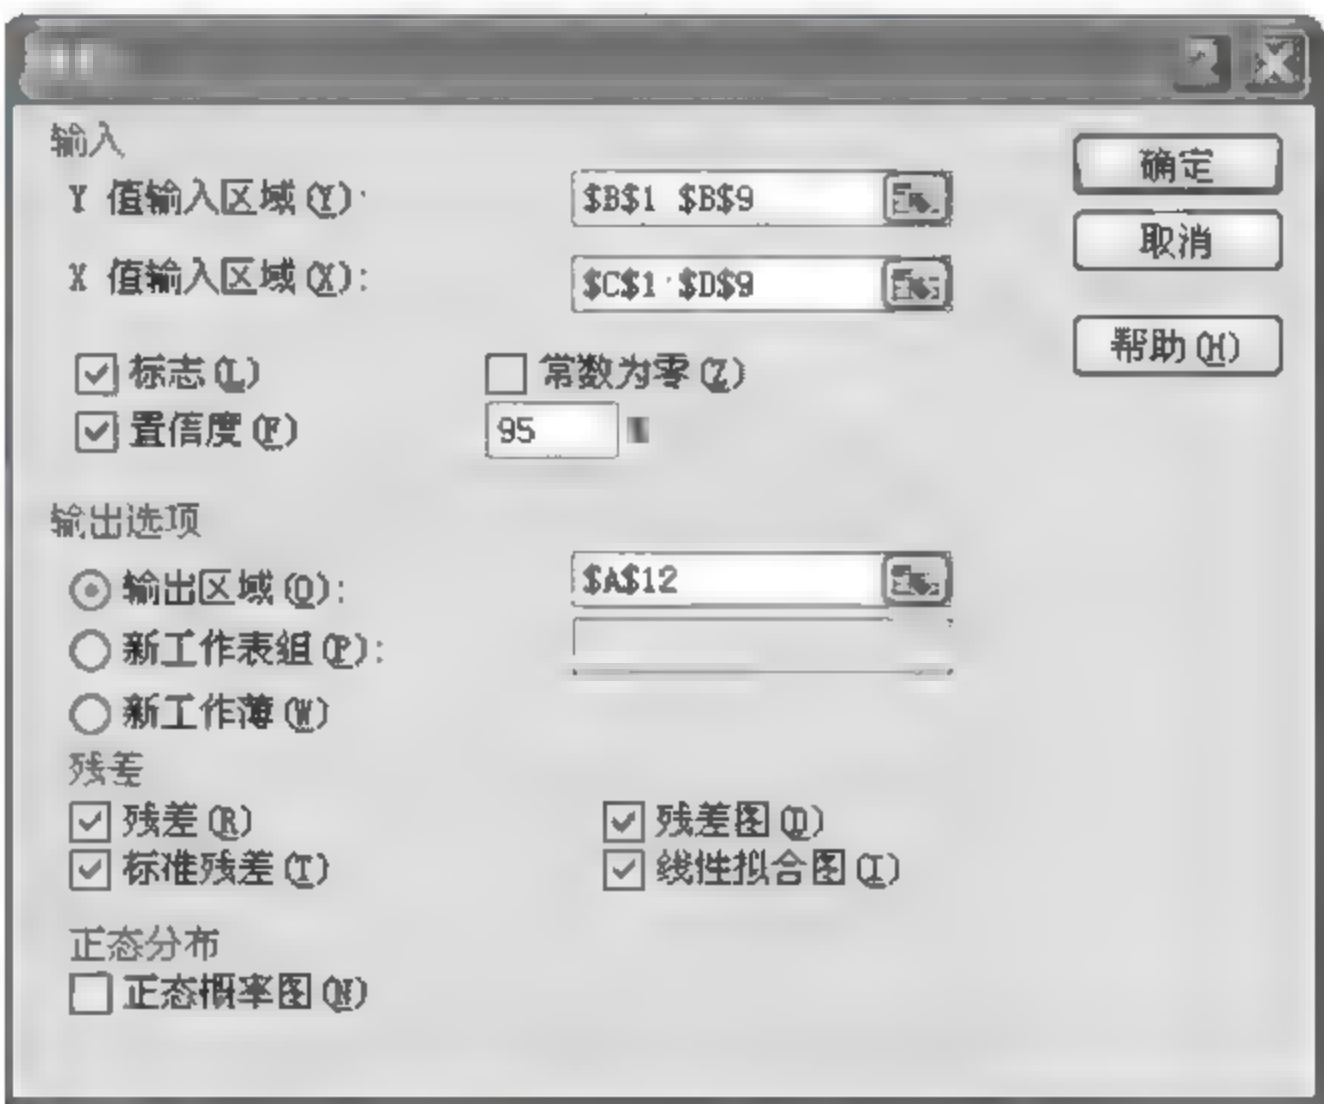 输入
Y 值输入区域(Y): $B$1 $B$9
X 值输入区域(X): $C$1:$D$9
标志(L) 常数为零(Z)
置信度(F) 95 %
输出选项
输出区域(O): $A$12
新工作表组(P):
新工作薄(W)
残差
残差(R) 残差图(D)
标准残差(T) 线性拟合图(I)
正态分布
正态概率图(N)
确定
取消
帮助(H)